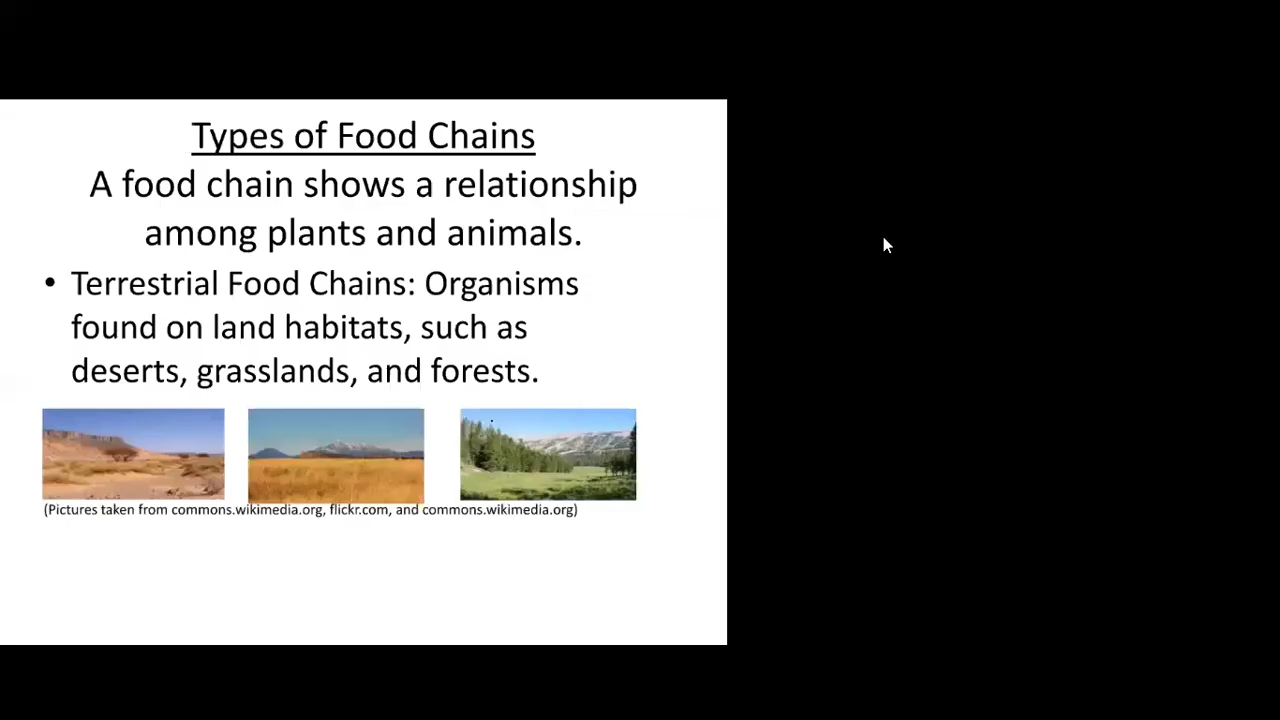 Types of Food Chains
A food chain shows a relationship
among plants and animals.
• Terrestrial Food Chains: Organisms
found on land habitats, such as
deserts, grasslands, and forests.
(Pictures taken from commons.wikimedia.org, flickr.com, and commons.wikimedia.org)